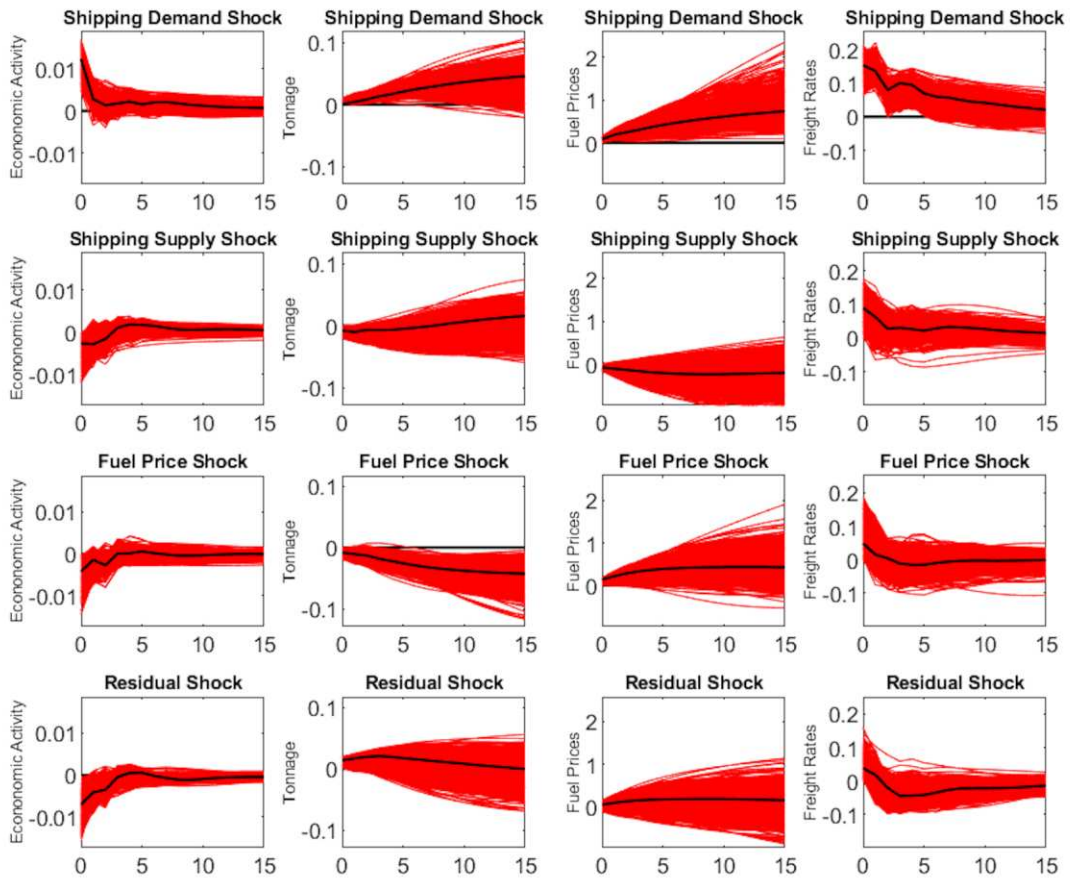 Shipping Demand Shock Shipping Demand Shock Shipping Demand Shock Shipping Demand Shock
Econonomic Activity
0.01
0
-0.01
0 5 10 15
Tonnage
0.1
0
-0.1
0 5 10 15
Fuel Prices
2
1
0
0 5 10 15
Freight Rates
0.2
0.1
0
-0.1
0 5 10 15
Shipping Supply Shock Shipping Supply Shock Shipping Supply Shock Shipping Supply Shock
Econonomic Activity
0.01
0
-0.01
0 5 10 15
Tonnage
0.1
0
-0.1
0 5 10 15
Fuel Prices
2
1
0
0 5 10 15
Freight Rates
0.2
0.1
0
-0.1
0 5 10 15
Fuel Price Shock Fuel Price Shock Fuel Price Shock Fuel Price Shock
Econonomic Activity
0.01
0
-0.01
0 5 10 15
Tonnage
0.1
0
-0.1
0 5 10 15
Fuel Prices
2
1
0
0 5 10 15
Freight Rates
0.2
0.1
0
-0.1
0 5 10 15
Residual Shock Residual Shock Residual Shock Residual Shock
Econonomic Activity
0.01
0
-0.01
0 5 10 15
Tonnage
0.1
0
-0.1
0 5 10 15
Fuel Prices
2
1
0
0 5 10 15
Freight Rates
0.2
0.1
0
-0.1
0 5 10 15